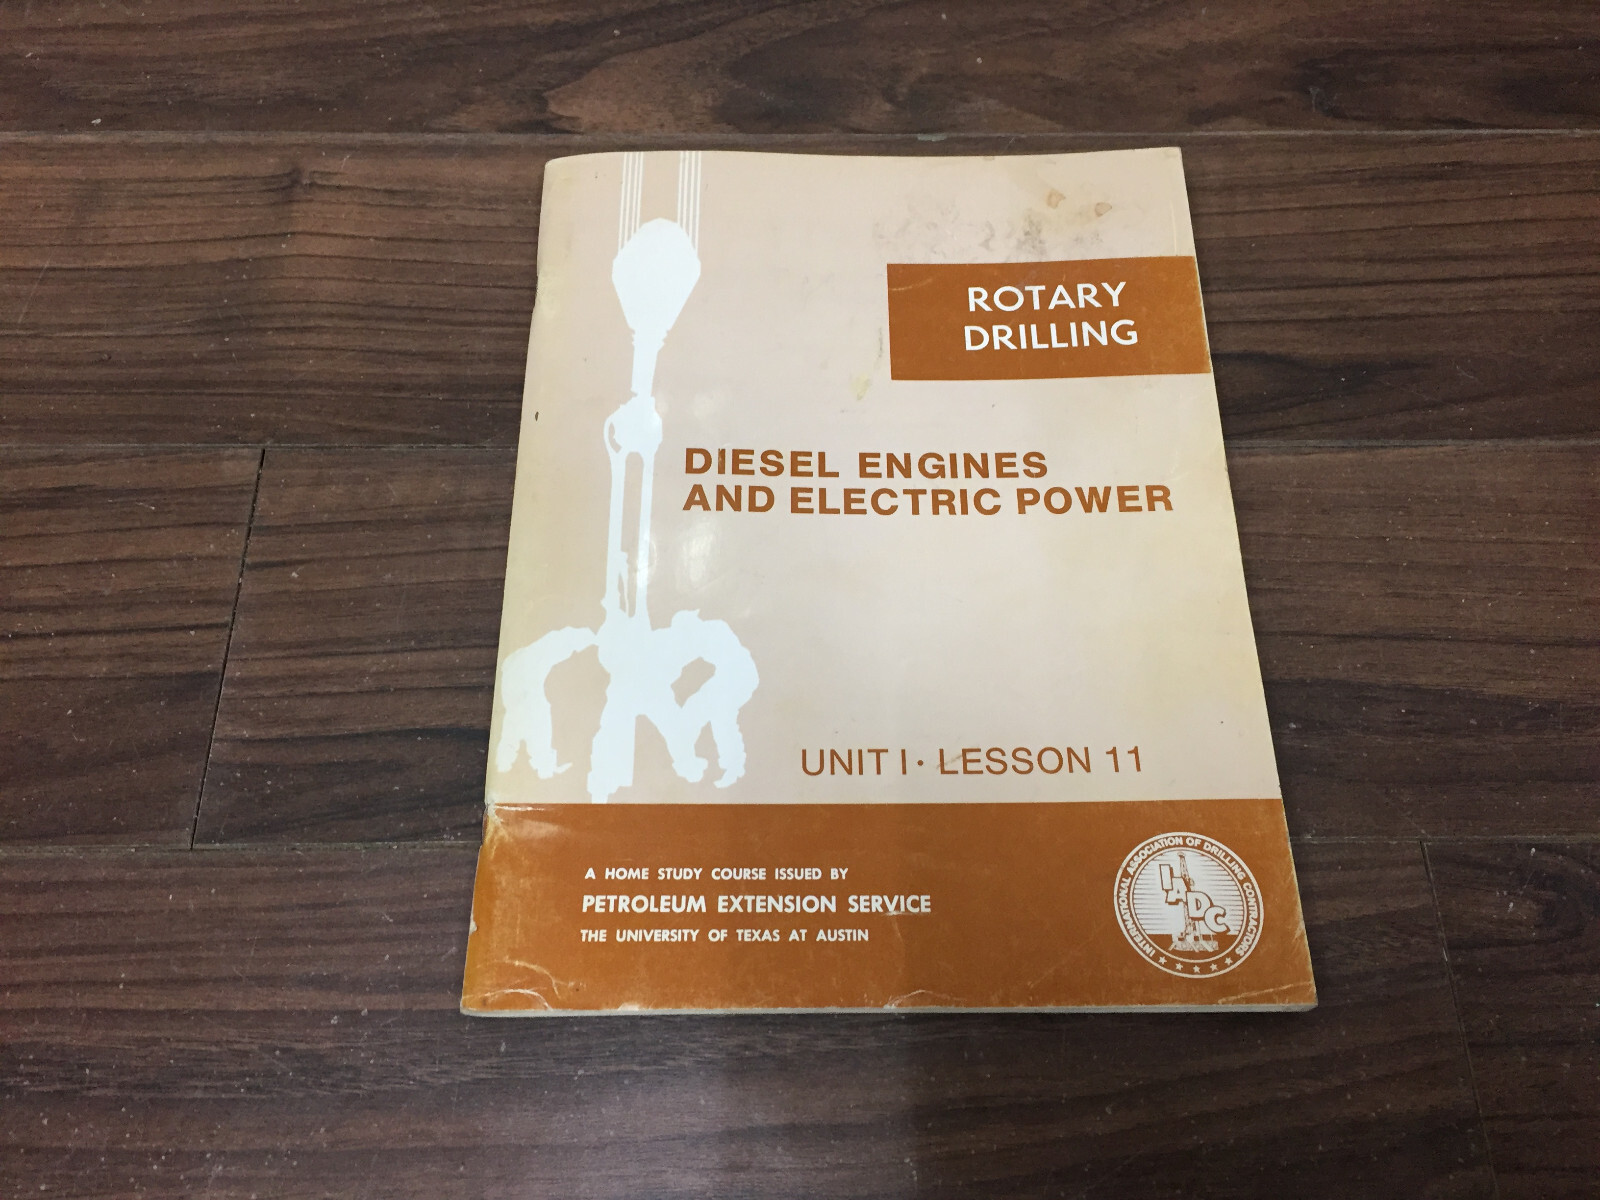 ROTARY
DRILLING
DIESEL ENGINES
AND ELECTRIC POWER
UNIT I · LESSON 11
A HOME STUDY COURSE ISSUED BY
PETROLEUM EXTENSION SERVICE
THE UNIVERSITY OF TEXAS AT AUSTIN
INTERNATIONAL ASSOCIATION OF DRILLING CONTRACTORS
IADC